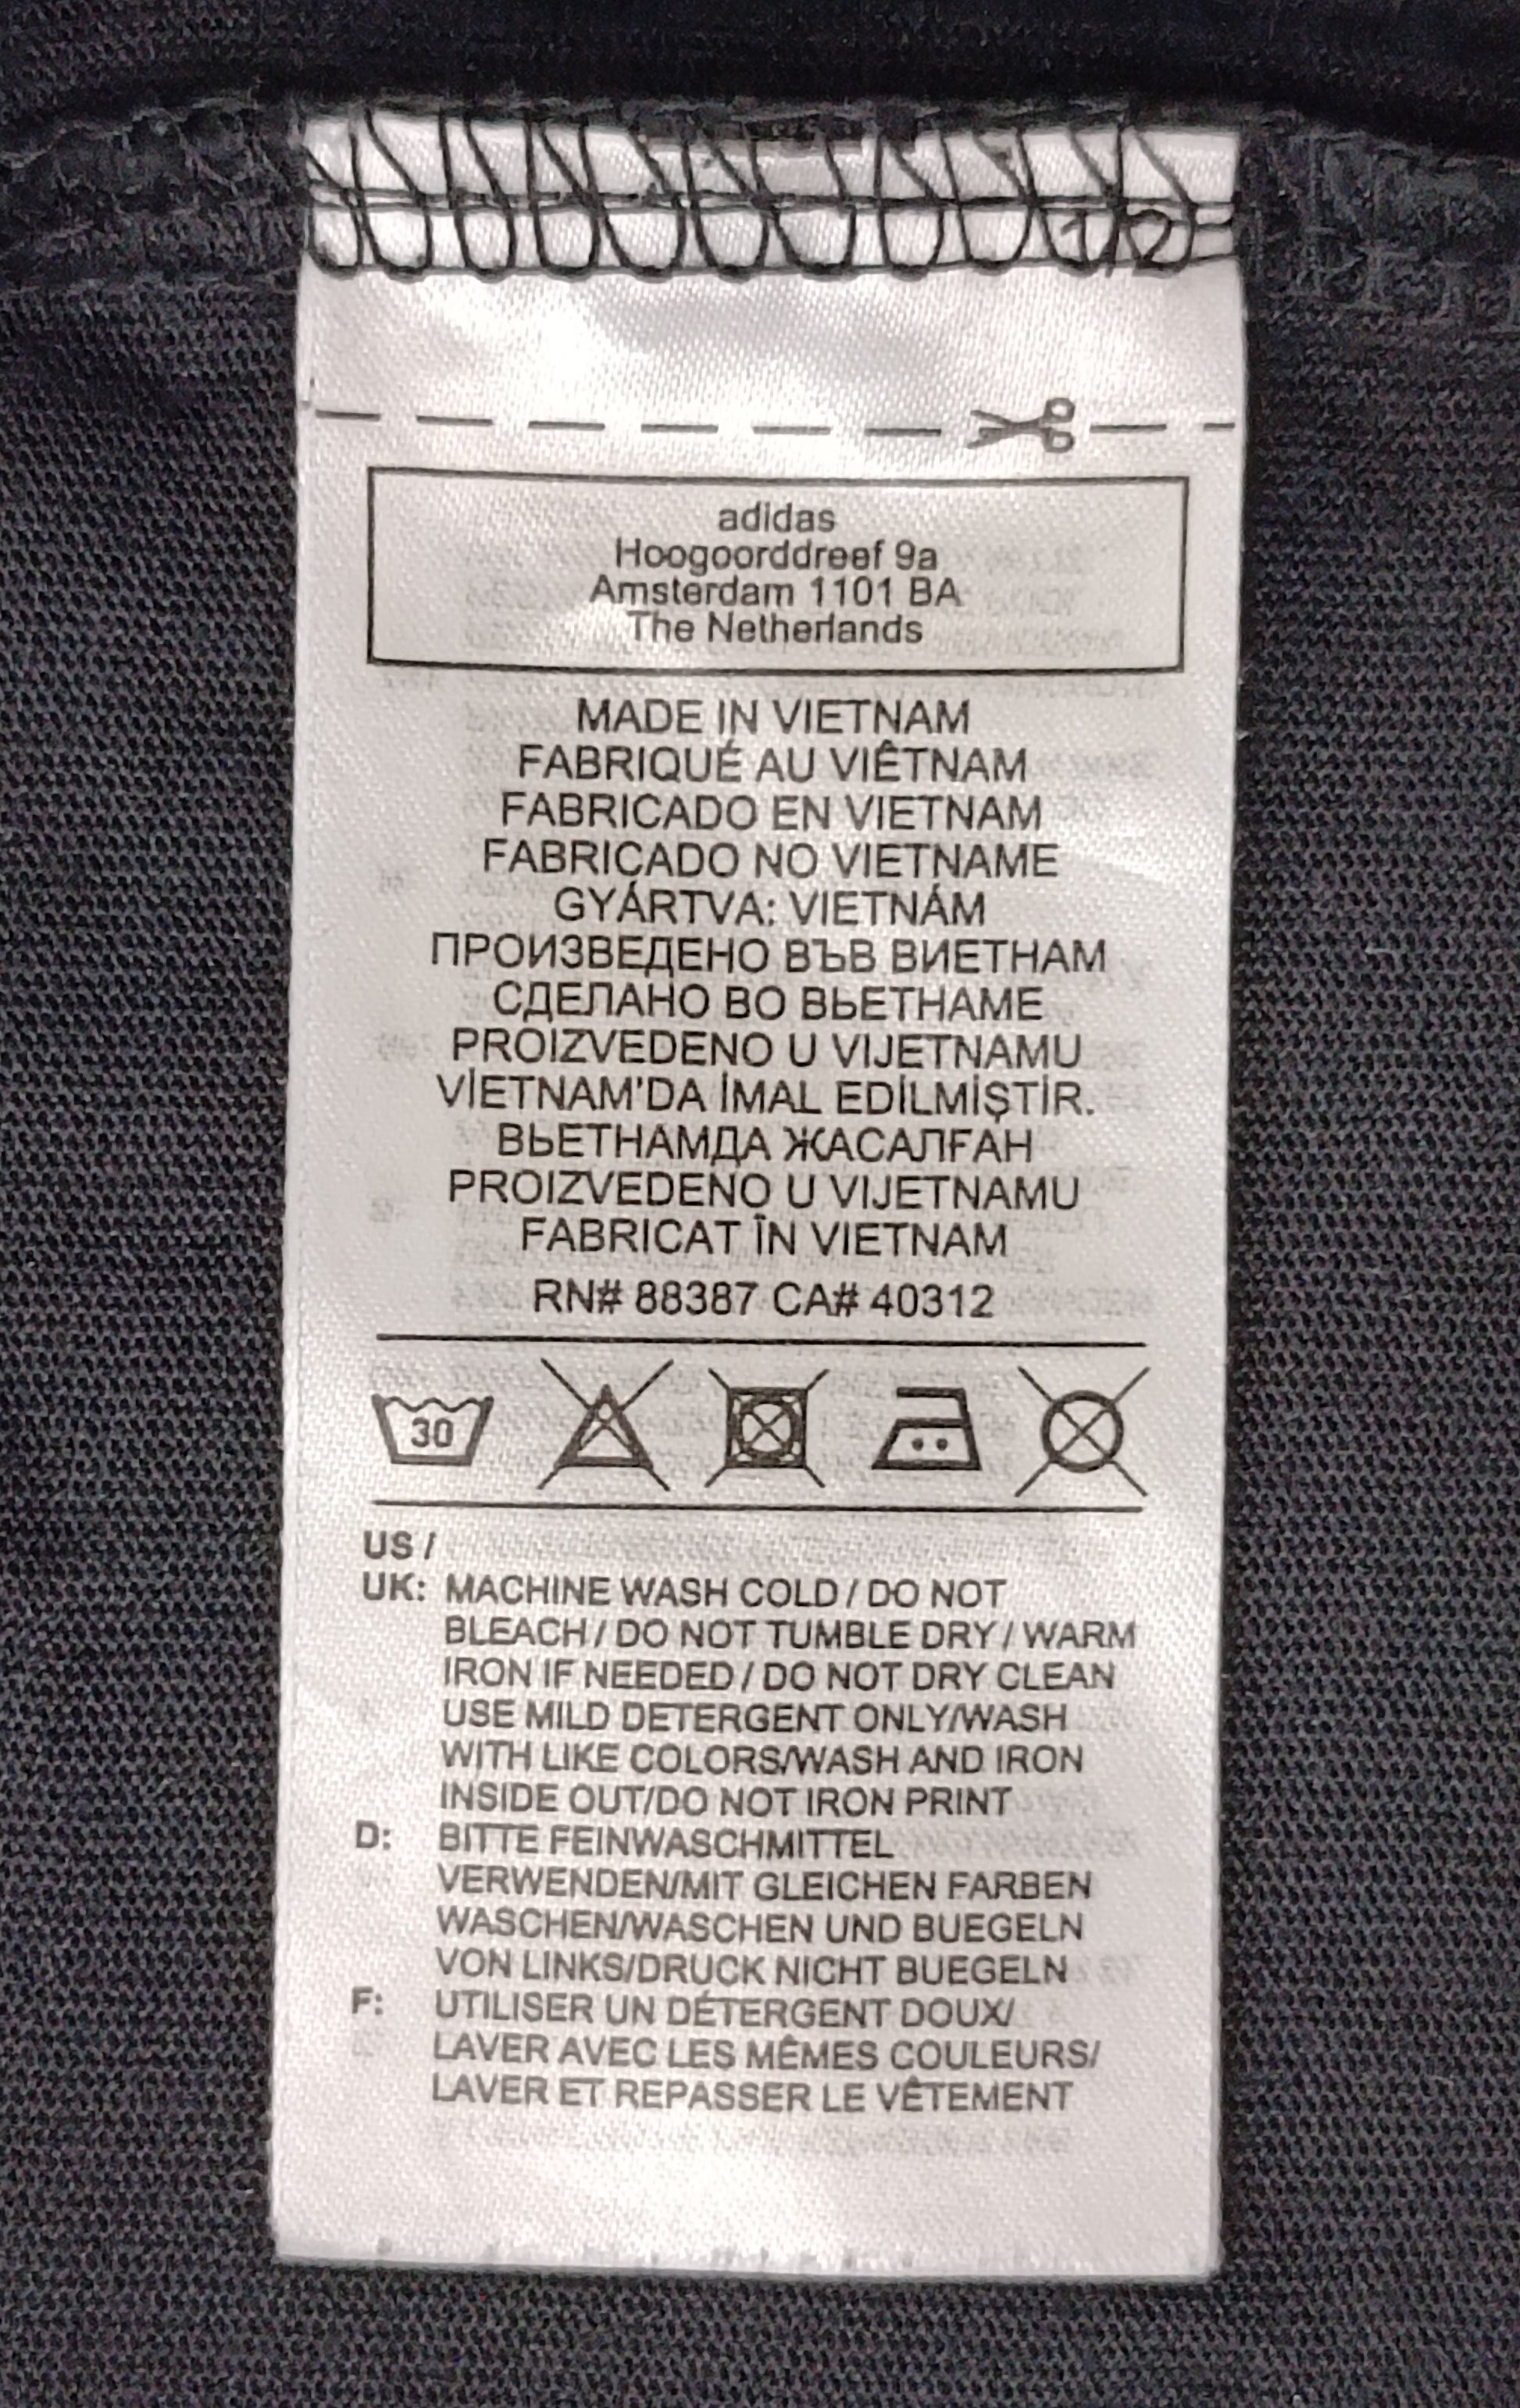 1/2
adidas
Hoogoorddreef 9a
Amsterdam 1101 BA
The Netherlands
MADE IN VIETNAM
FABRIQUÉ AU VIÊTNAM
FABRICADO EN VIETNAM
FABRICADO NO VIETNAME
GYÁRTVA: VIETNÁM
ПРОИЗВЕДЕНО ВЪВ ВИЕТНАМ
СДЕЛАНО ВО ВЬЕТНАМЕ
PROIZVEDENO U VIJETNAMU
VİETNAM'DA İMAL EDİLMİŞTİR.
ВЬЕТНАМДА ЖАСАЛҒАН
PROIZVEDENO U VIJETNAMU
FABRICAT ÎN VIETNAM
RN# 88387 CA# 40312
30
US /
UK: MACHINE WASH COLD / DO NOT
BLEACH / DO NOT TUMBLE DRY / WARM
IRON IF NEEDED / DO NOT DRY CLEAN
USE MILD DETERGENT ONLY/WASH
WITH LIKE COLORS/WASH AND IRON
INSIDE OUT/DO NOT IRON PRINT
D: BITTE FEINWASCHMITTEL
VERWENDEN/MIT GLEICHEN FARBEN
WASCHEN/WASCHEN UND BUEGELN
VON LINKS/DRUCK NICHT BUEGELN
F: UTILISER UN DÉTERGENT DOUX/
LAVER AVEC LES MÊMES COULEURS/
LAVER ET REPASSER LE VÊTEMENT